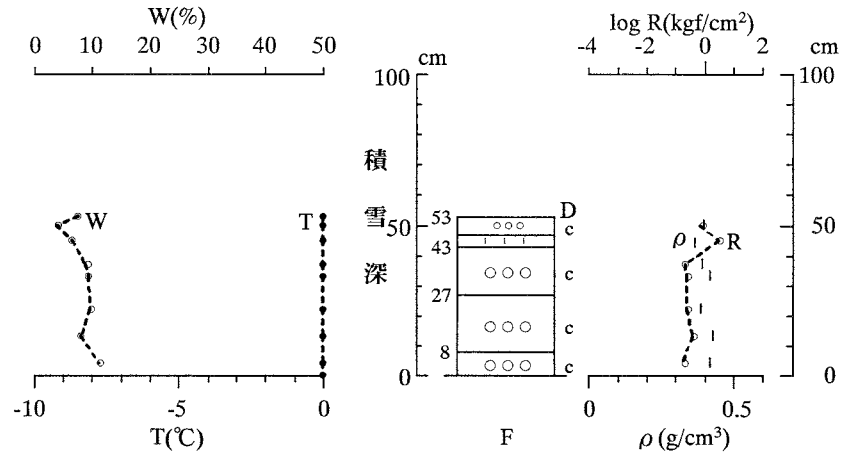 W(%)
0 10 20 30 40 50
cm
100
50
0
W
T
-10 -5 0
T(℃)
積
雪
深
53
43
27
8
D
c
c
c
c
F
log R(kgf/cm²)
-4 -2 0 2
cm
100
50
0
ρ
R
0 0.5
ρ (g/cm³)